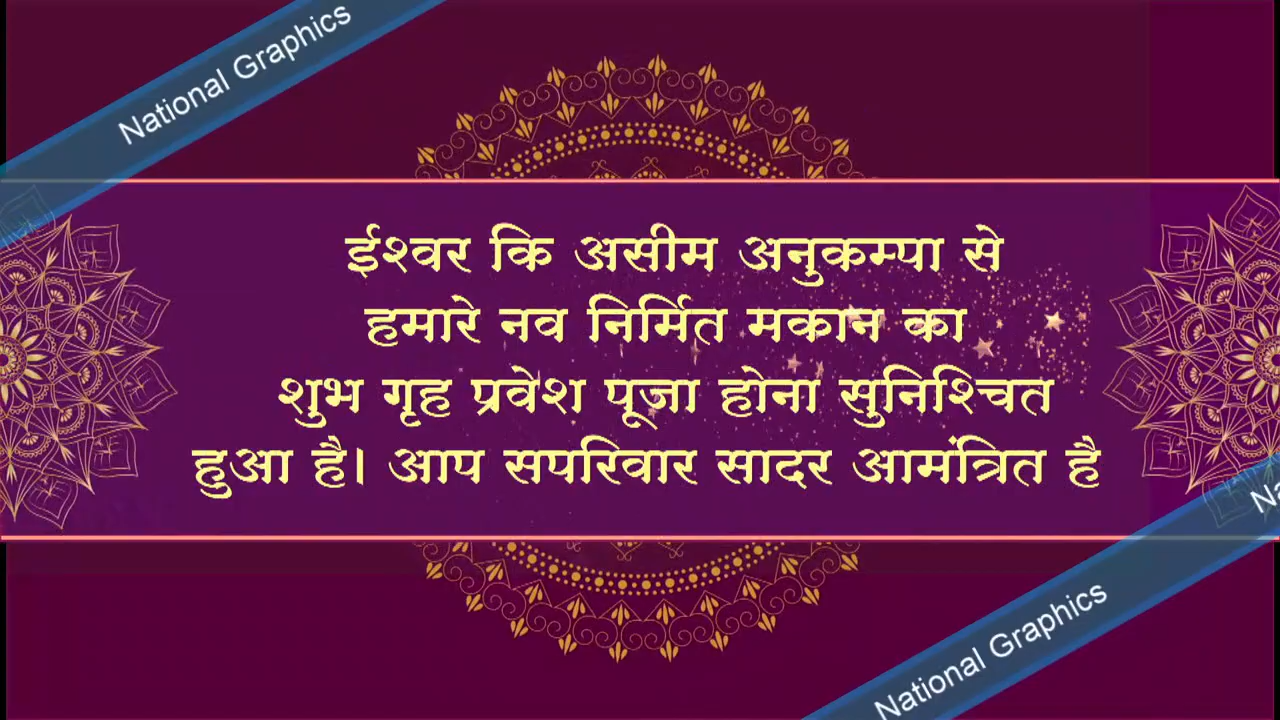 National Graphics
ईश्वर कि असीम अनुकम्पा से
हमारे नव निर्मित मकान का
शुभ गृह प्रवेश पूजा होना सुनिश्चित
हुआ है। आप सपरिवार सादर आमंत्रित है
National Graphics